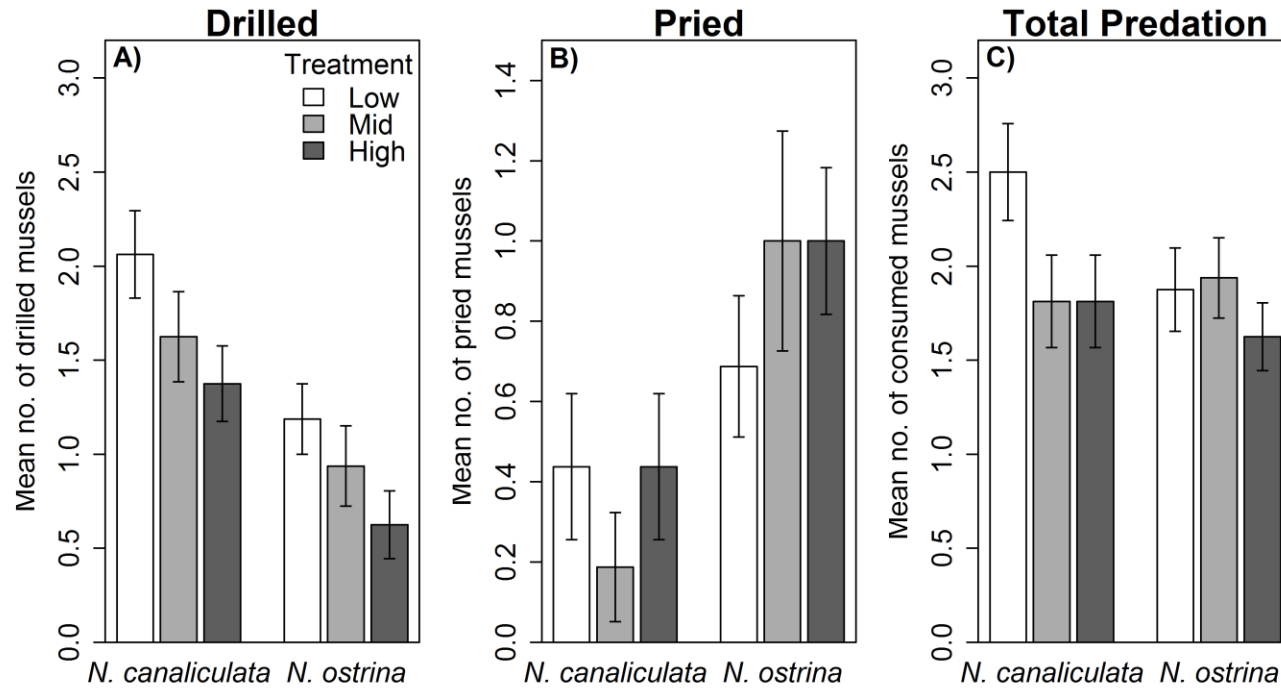 Drilled
A)
Treatment
Low
Mid
High
Mean no. of drilled mussels
0.0
0.5
1.0
1.5
2.0
2.5
3.0
N. canaliculata
N. ostrina
Pried
B)
Mean no. of pried mussels
0.0
0.2
0.4
0.6
0.8
1.0
1.2
1.4
N. canaliculata
N. ostrina
Total Predation
C)
Mean no. of consumed mussels
0.0
0.5
1.0
1.5
2.0
2.5
3.0
N. canaliculata
N. ostrina